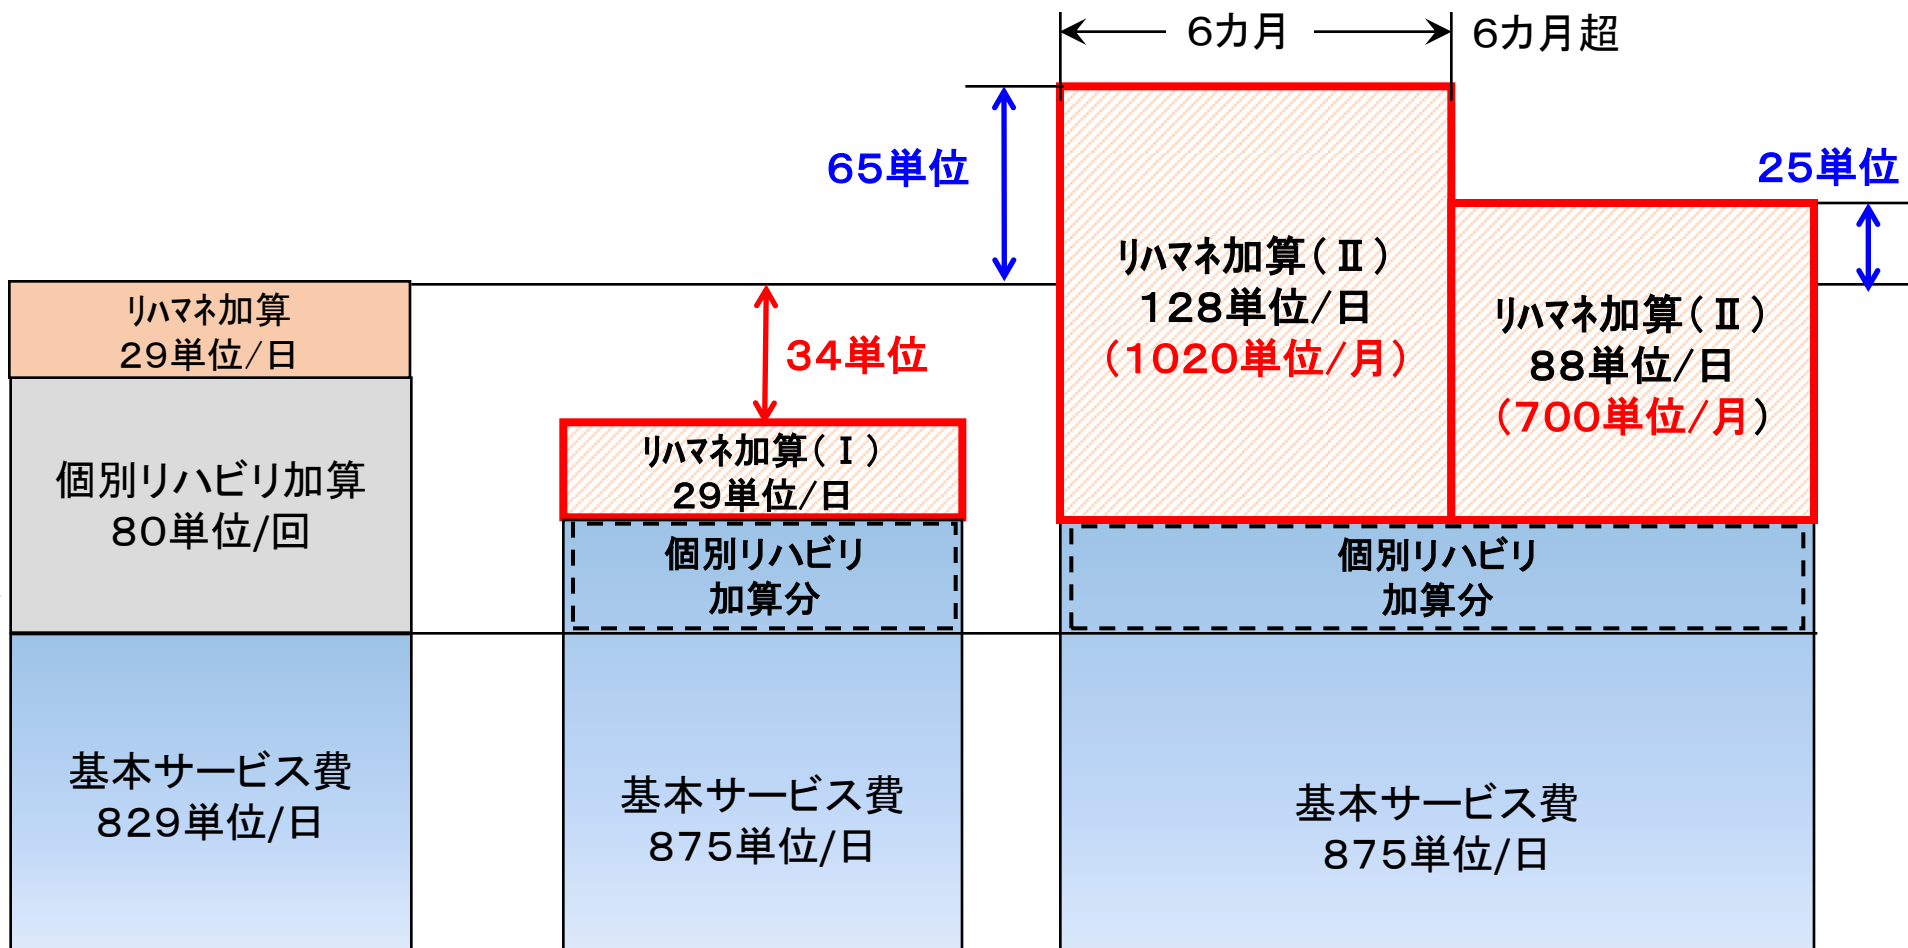 6カ月
6カ月超
65単位
25単位
リハマネ加算(Ⅱ)
128単位/日
(1020単位/月)
リハマネ加算(Ⅱ)
88単位/日
(700単位/月)
リハマネ加算
29単位/日
34単位
リハマネ加算(Ⅰ)
29単位/日
個別リハビリ加算
80単位/回
個別リハビリ
加算分
個別リハビリ
加算分
基本サービス費
829単位/日
基本サービス費
875単位/日
基本サービス費
875単位/日